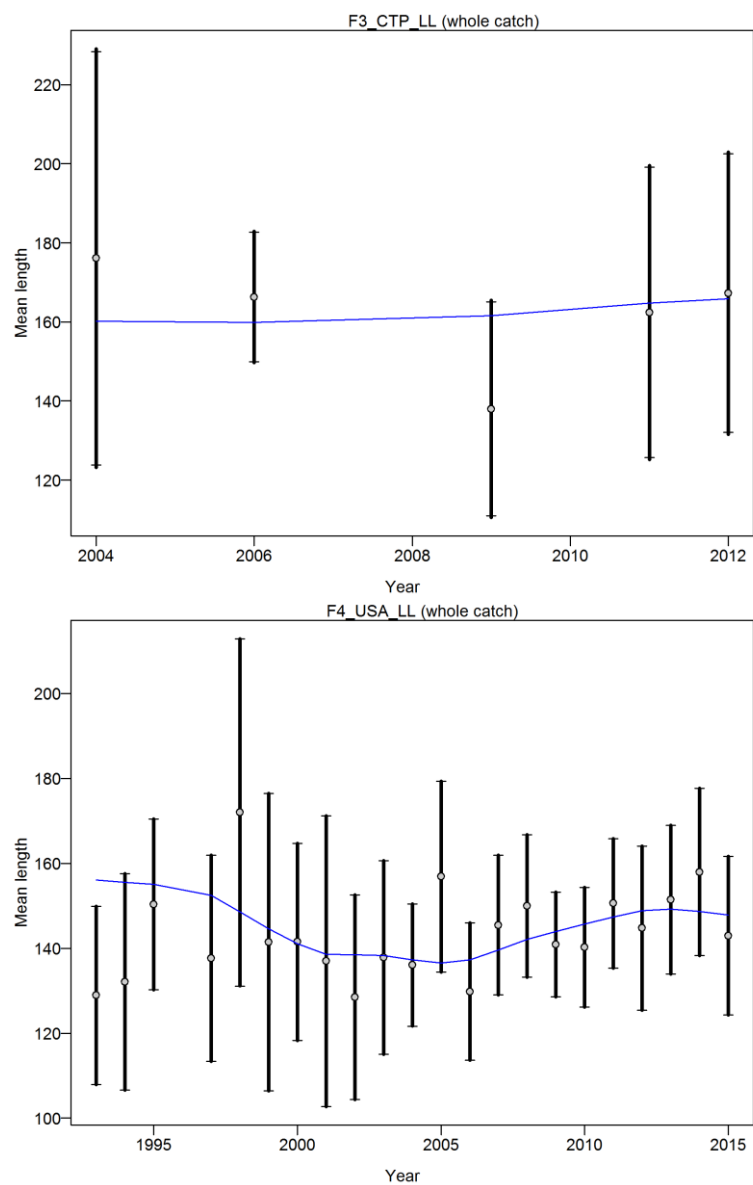 F3_CTP_LL (whole catch)
220
200
180
160
140
120
Mean length
2004 2006 2008 2010 2012
Year
F4_USA_LL (whole catch)
200
180
160
140
120
100
Mean length
1995 2000 2005 2010 2015
Year